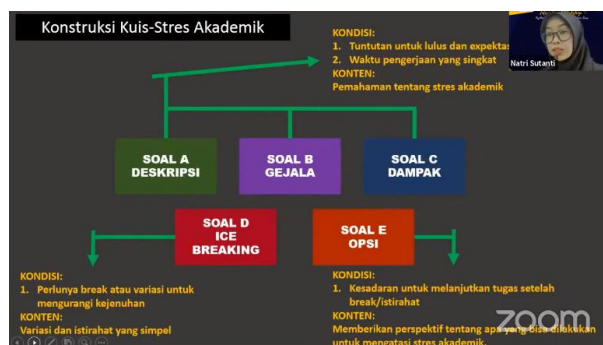 Konstruksi Kuis-Stres Akademik
KONDISI:
1. Tuntutan untuk lulus dan
2. Waktu pengerjaan yang singkat
KONTEN:
Pemahaman tentang stres akademik
Natri Sutanti
SOAL A
DESKRIPSI
SOAL B
GEJALA
SOAL C
DAMPAK
SOAL D
ICE
BREAKING
SOAL E
OPSI
KONDISI:
1. Perlunya break atau variasi untuk
mengurangi kejenuhan
KONTEN:
Variasi dan istirahat yang simpel
KONDISI:
1. Kesadaran untuk melanjutkan tugas setelah
break/istirahat
KONTEN:
Memberikan perspektif tentang apa yang bisa dilakukan
untuk mengatasi stres akademik.
zoom